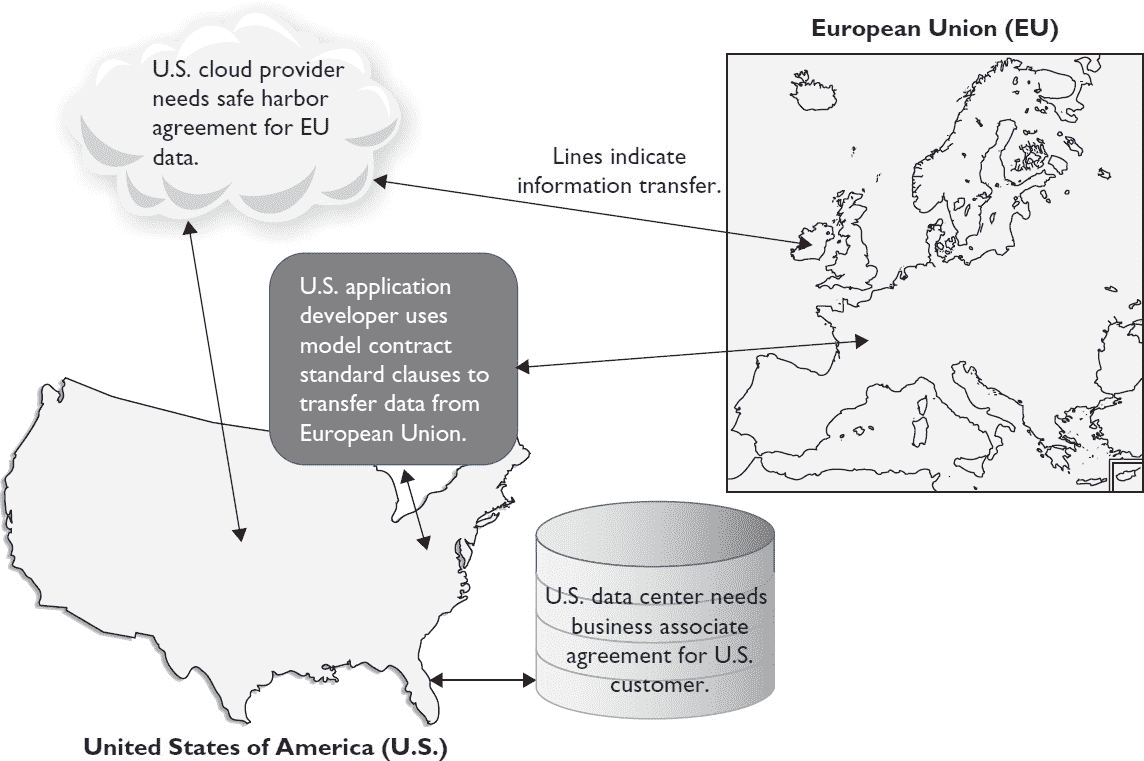 European Union (EU)
U.S. cloud provider
needs safe harbor
agreement for EU
data.
Lines indicate
information transfer.
U.S. application
developer uses
model contract
standard clauses to
transfer data from
European Union.
U.S. data center needs
business associate
agreement for U.S.
customer.
United States of America (U.S.)